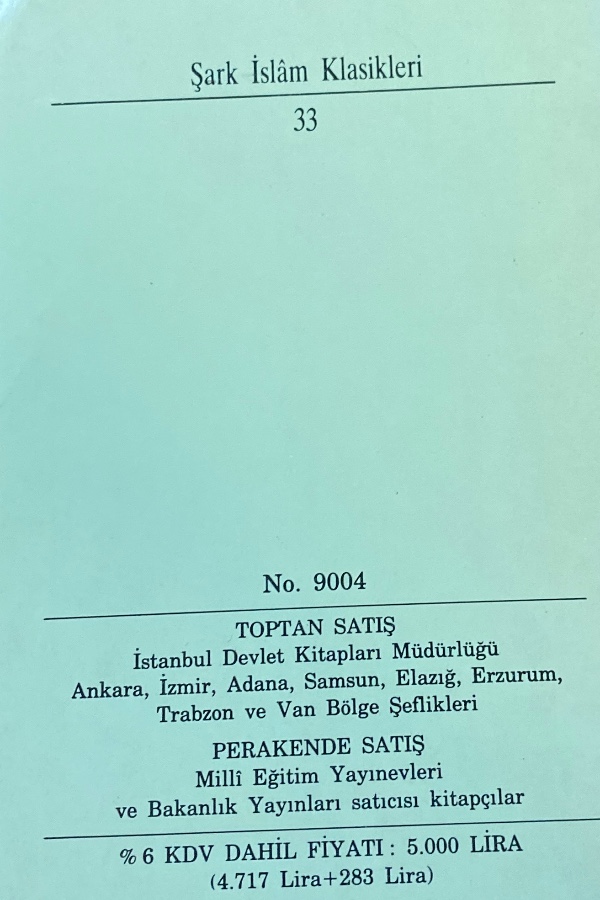 Şark İslâm Klasikleri
33
No. 9004
TOPTAN SATIŞ
İstanbul Devlet Kitapları Müdürlüğü
Ankara, İzmir, Adana, Samsun, Elazığ, Erzurum,
Trabzon ve Van Bölge Şeflikleri
PERAKENDE SATIŞ
Millî Eğitim Yayınevleri
ve Bakanlık Yayınları satıcısı kitapçılar
% 6 KDV DAHİL FİYATI : 5.000 LİRA
(4.717 Lira+283 Lira)